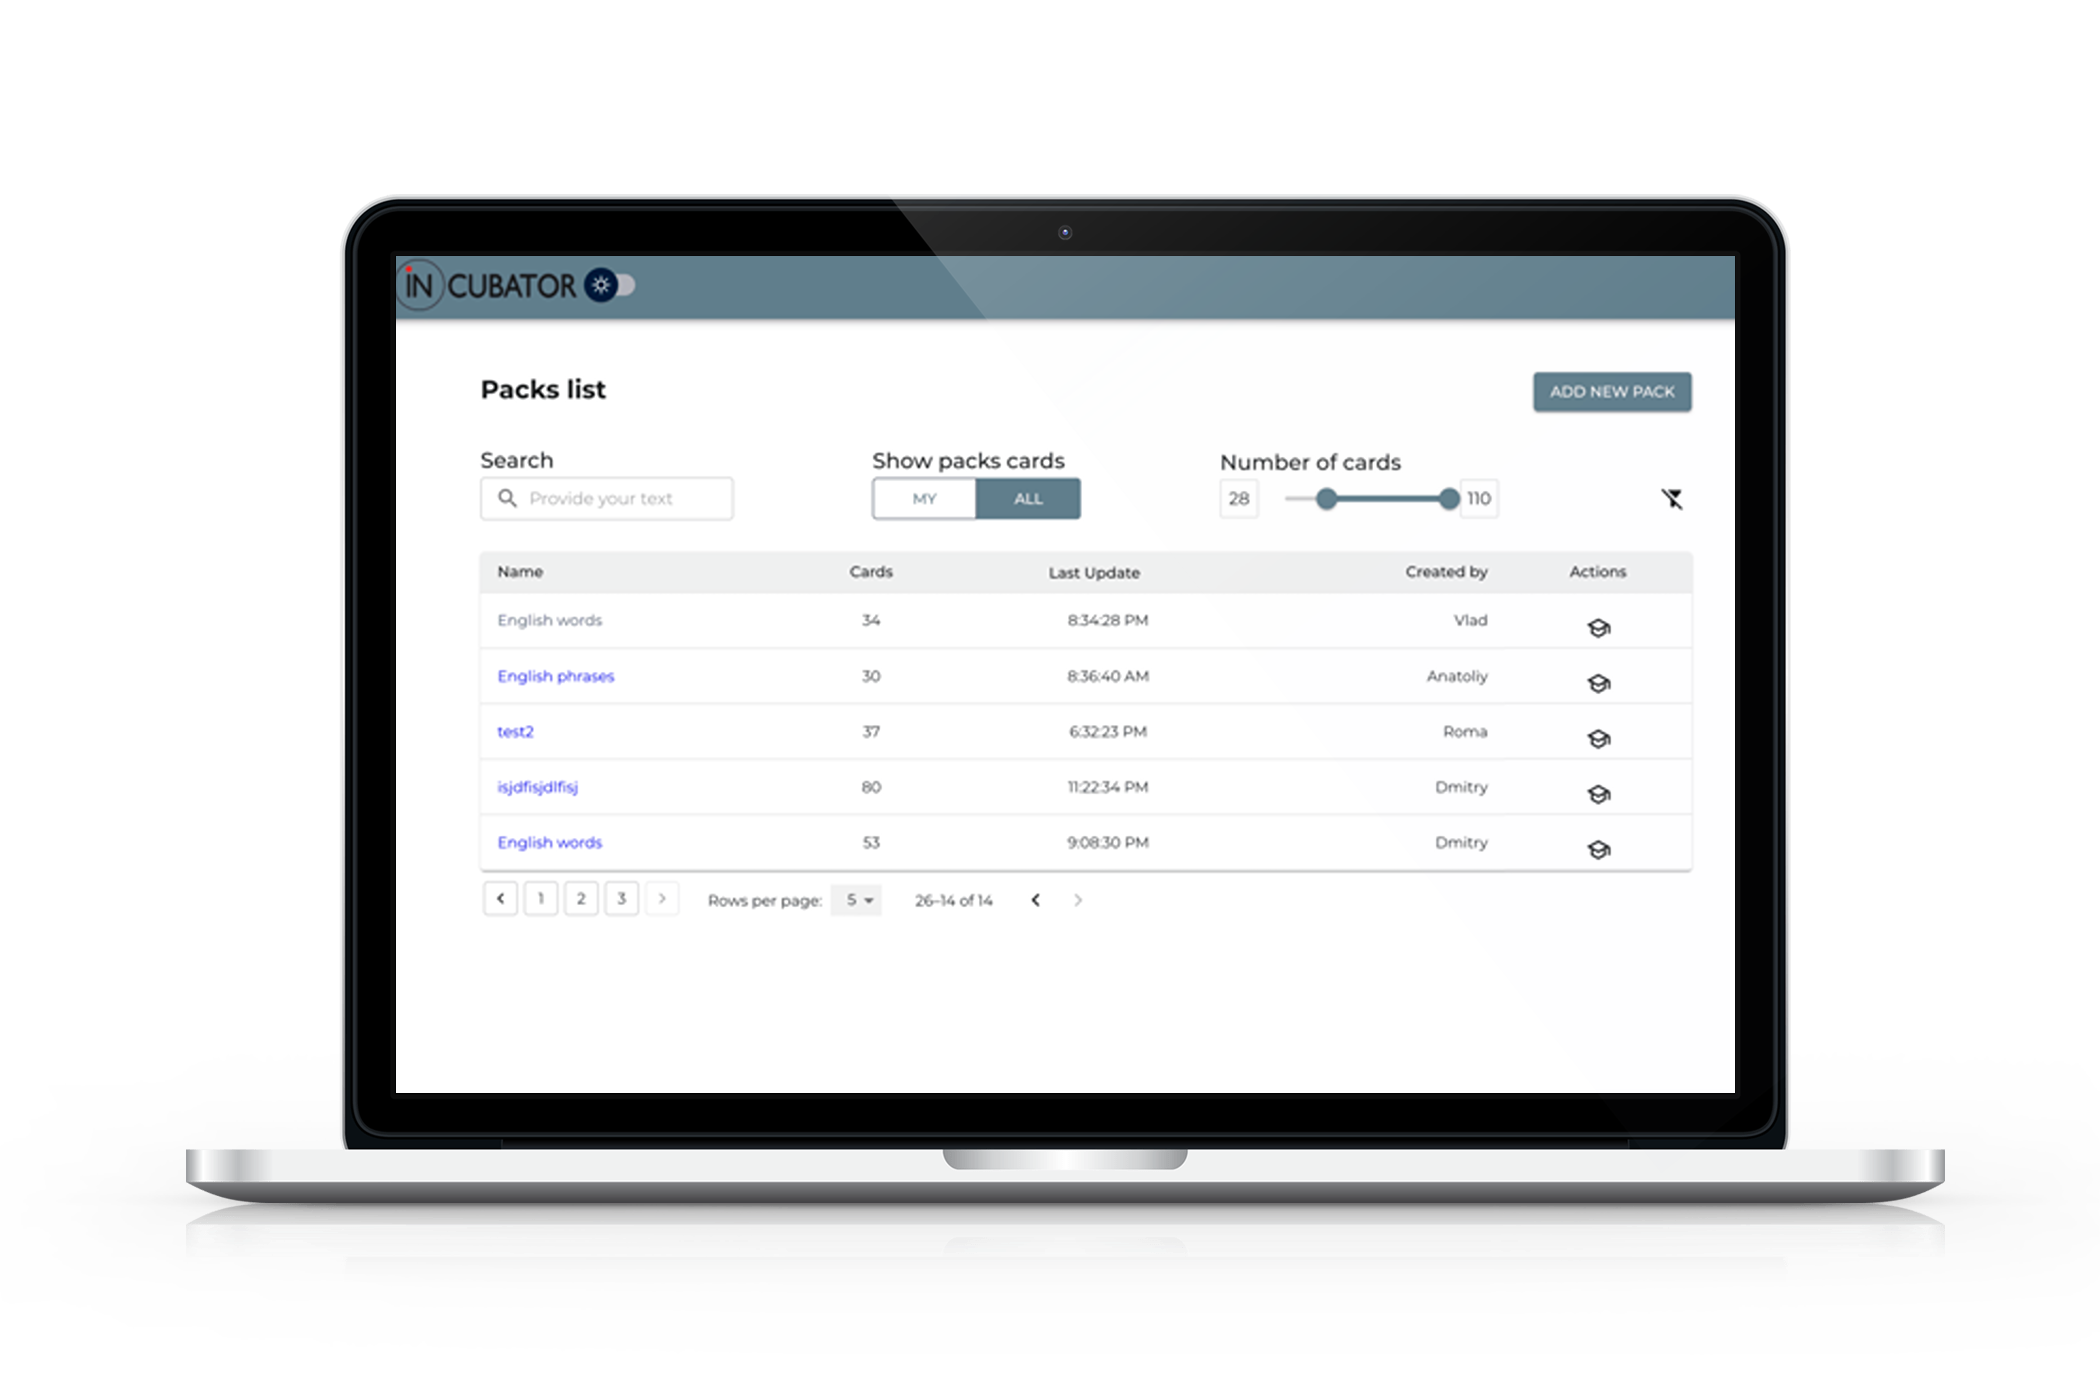 iNCUBATOR
Packs list
ADD NEW PACK
Search
Show packs cards
Number of cards
Provide your text
MY
ALL
28
110
Name Cards Last Update Created by Actions
English words 34 8:34:28 PM Vlad
English phrases 30 8:36:40 AM Anatoliy
test2 37 6:32:23 PM Roma
isjdfisjdlfisj 80 11:22:34 PM Dmitry
English words 53 9:08:30 PM Dmitry
1 2 3 Rows per page: 5 26–14 of 14